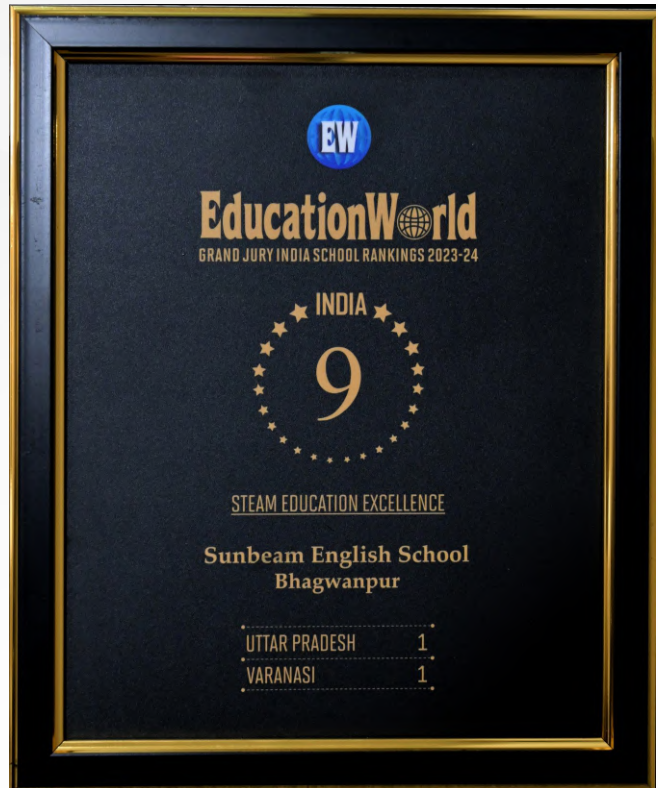 EW
EducationWorld
GRAND JURY INDIA SCHOOL RANKINGS 2023-24
INDIA
9
STEAM EDUCATION EXCELLENCE
Sunbeam English School
Bhagwanpur
UTTAR PRADESH 1
VARANASI 1